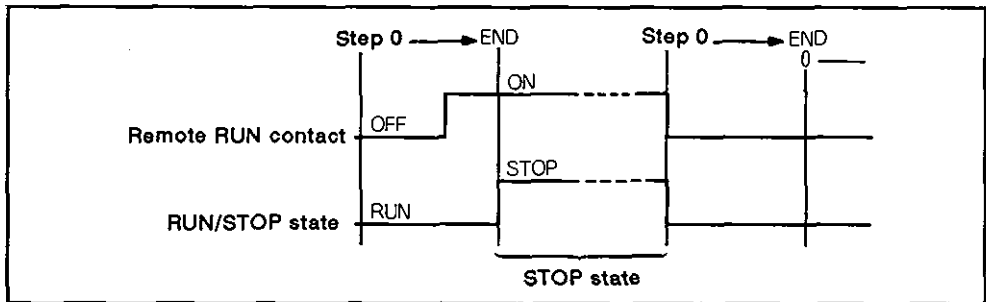 Step 0 → END
Step 0 → END
0
ON
OFF
Remote RUN contact
STOP
RUN
RUN/STOP state
STOP state